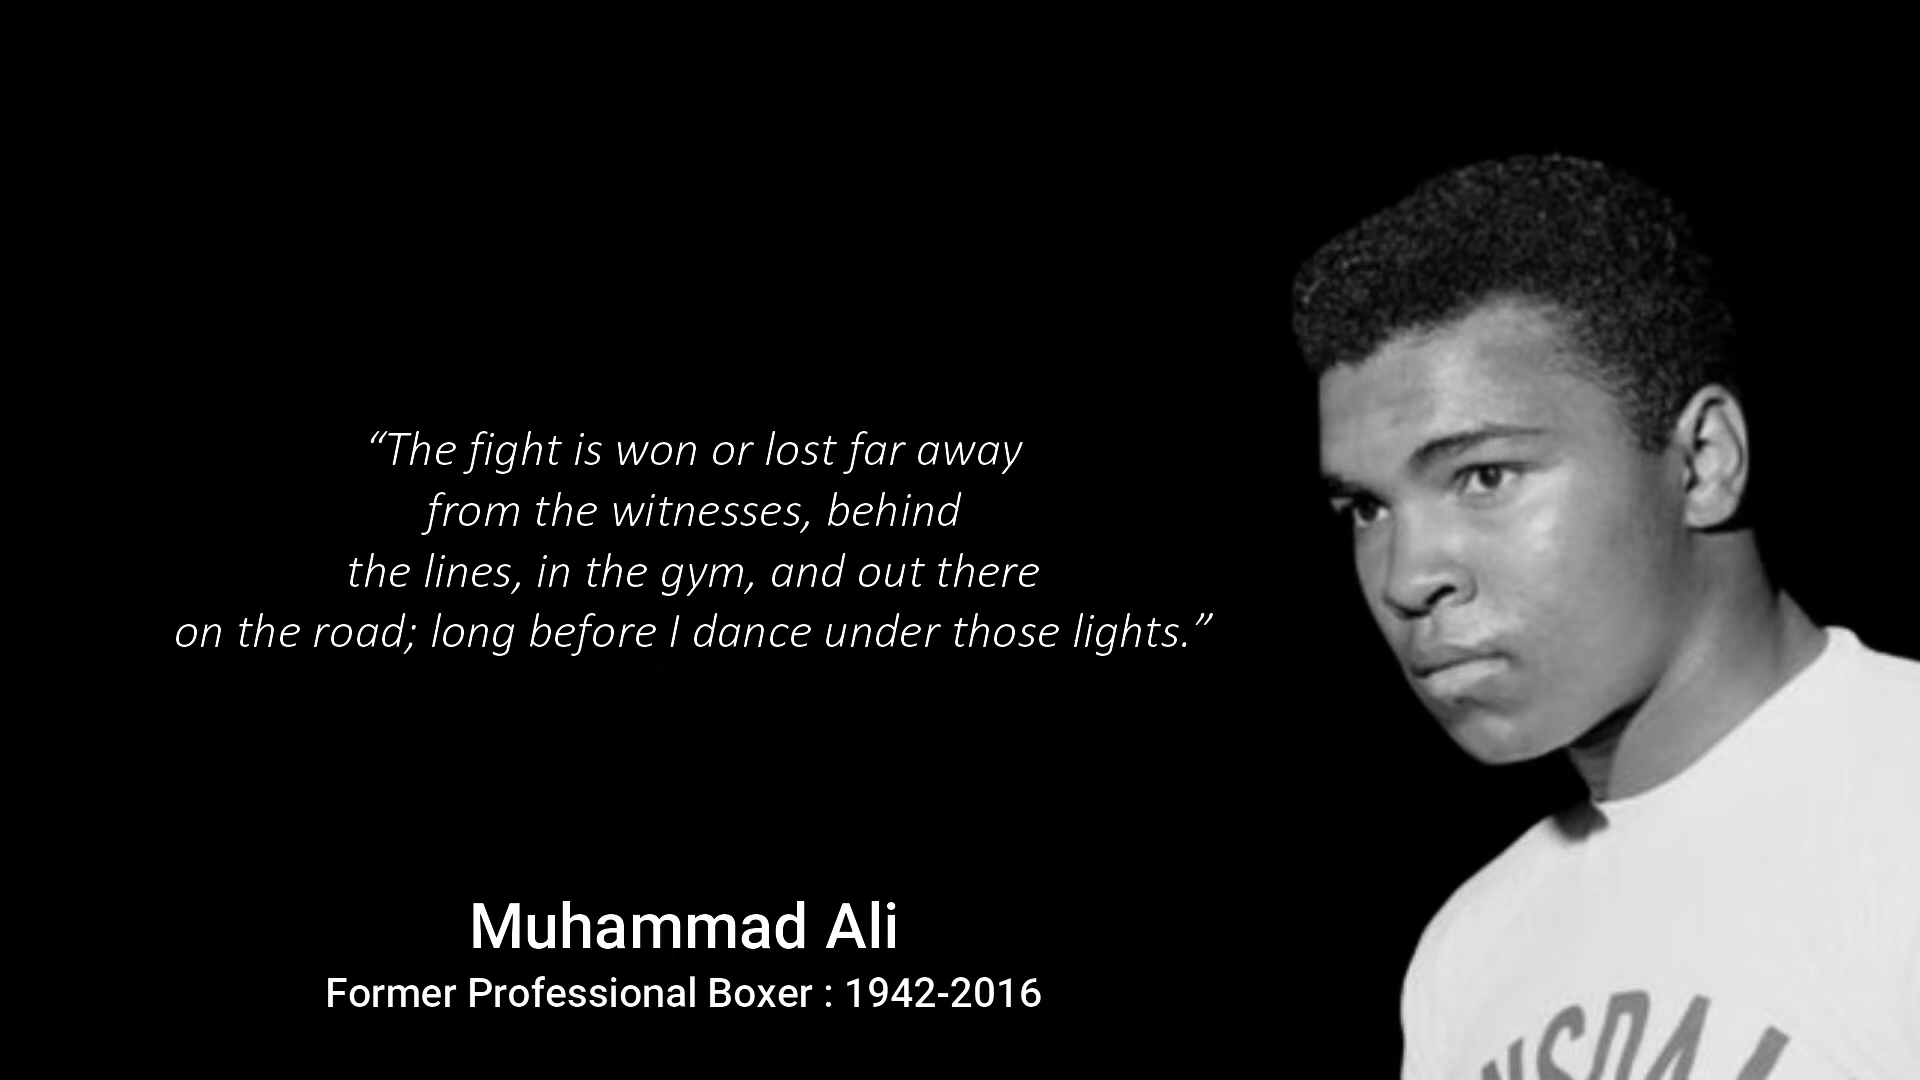 “The fight is won or lost far away
from the witnesses, behind
the lines, in the gym, and out there
on the road; long before I dance under those lights.”
Muhammad Ali
Former Professional Boxer : 1942-2016